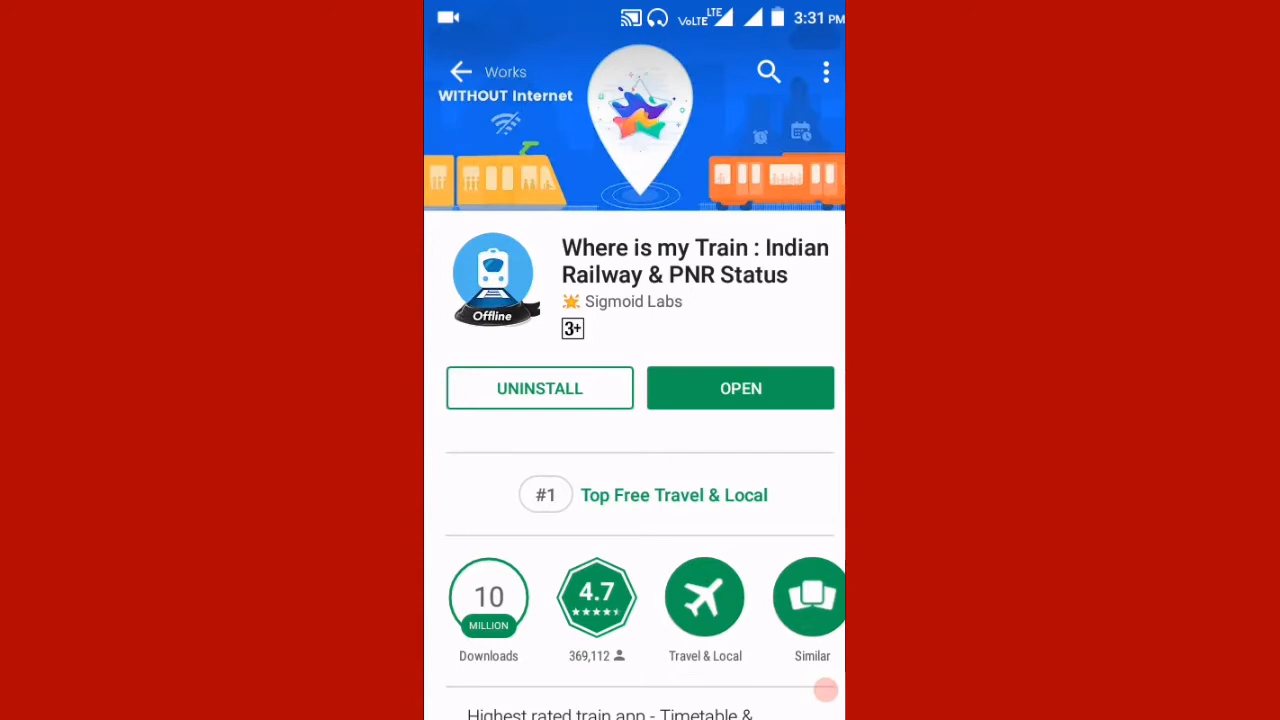 VoLTE LTE 3:31 PM
Works
WITHOUT Internet
Where is my Train : Indian
Railway & PNR Status
Sigmoid Labs
3+
Offline
UNINSTALL
OPEN
#1 Top Free Travel & Local
10
MILLION
Downloads
4.7
369,112
Travel & Local
Similar
Highest rated train app - Timetable &